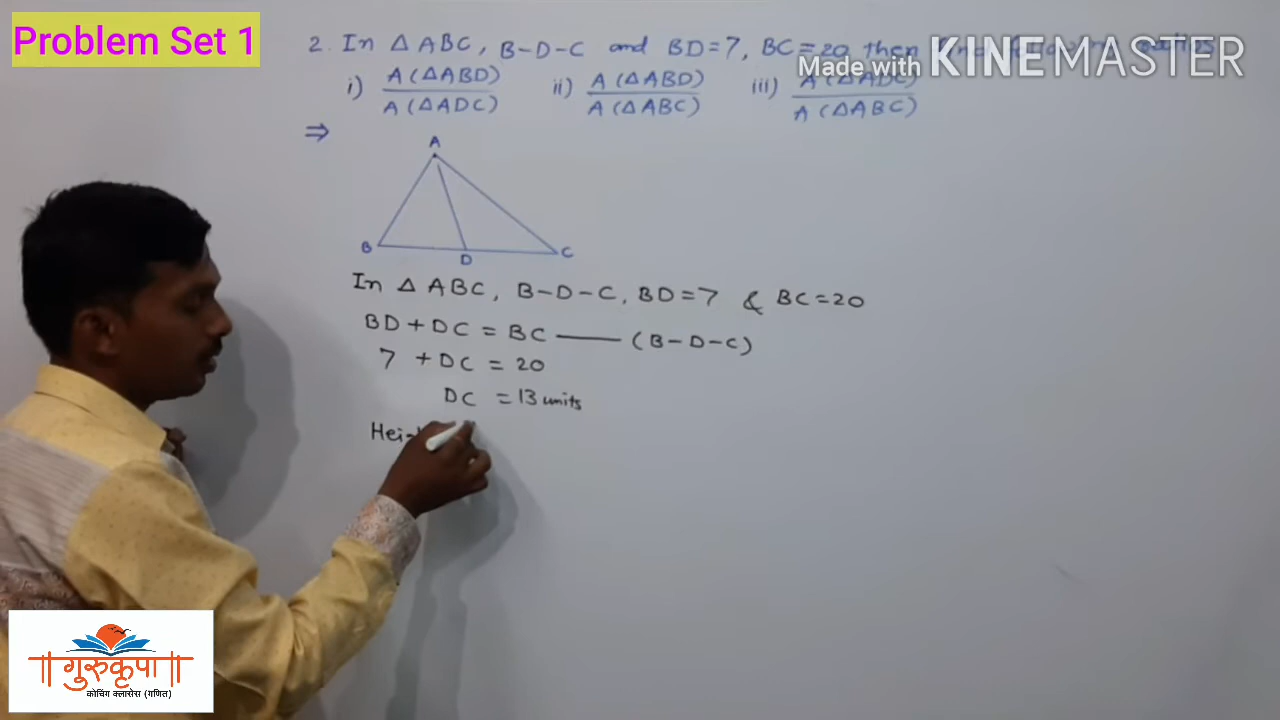 Problem Set 1
2. In △ ABC, B-D-C and BD=7, BC=20 then
Made with KINEMASTER
i) A(△ABD) / A(△ADC) ii) A(△ABD) / A(△ABC) iii) A(△ADC) / A(△ABC)
⇒
A
B D C
In △ ABC, B-D-C, BD=7 & BC=20
BD + DC = BC —— (B-D-C)
7 + DC = 20
DC = 13 units
गुरुकृपा
कोचिंग क्लासेस (गणित)